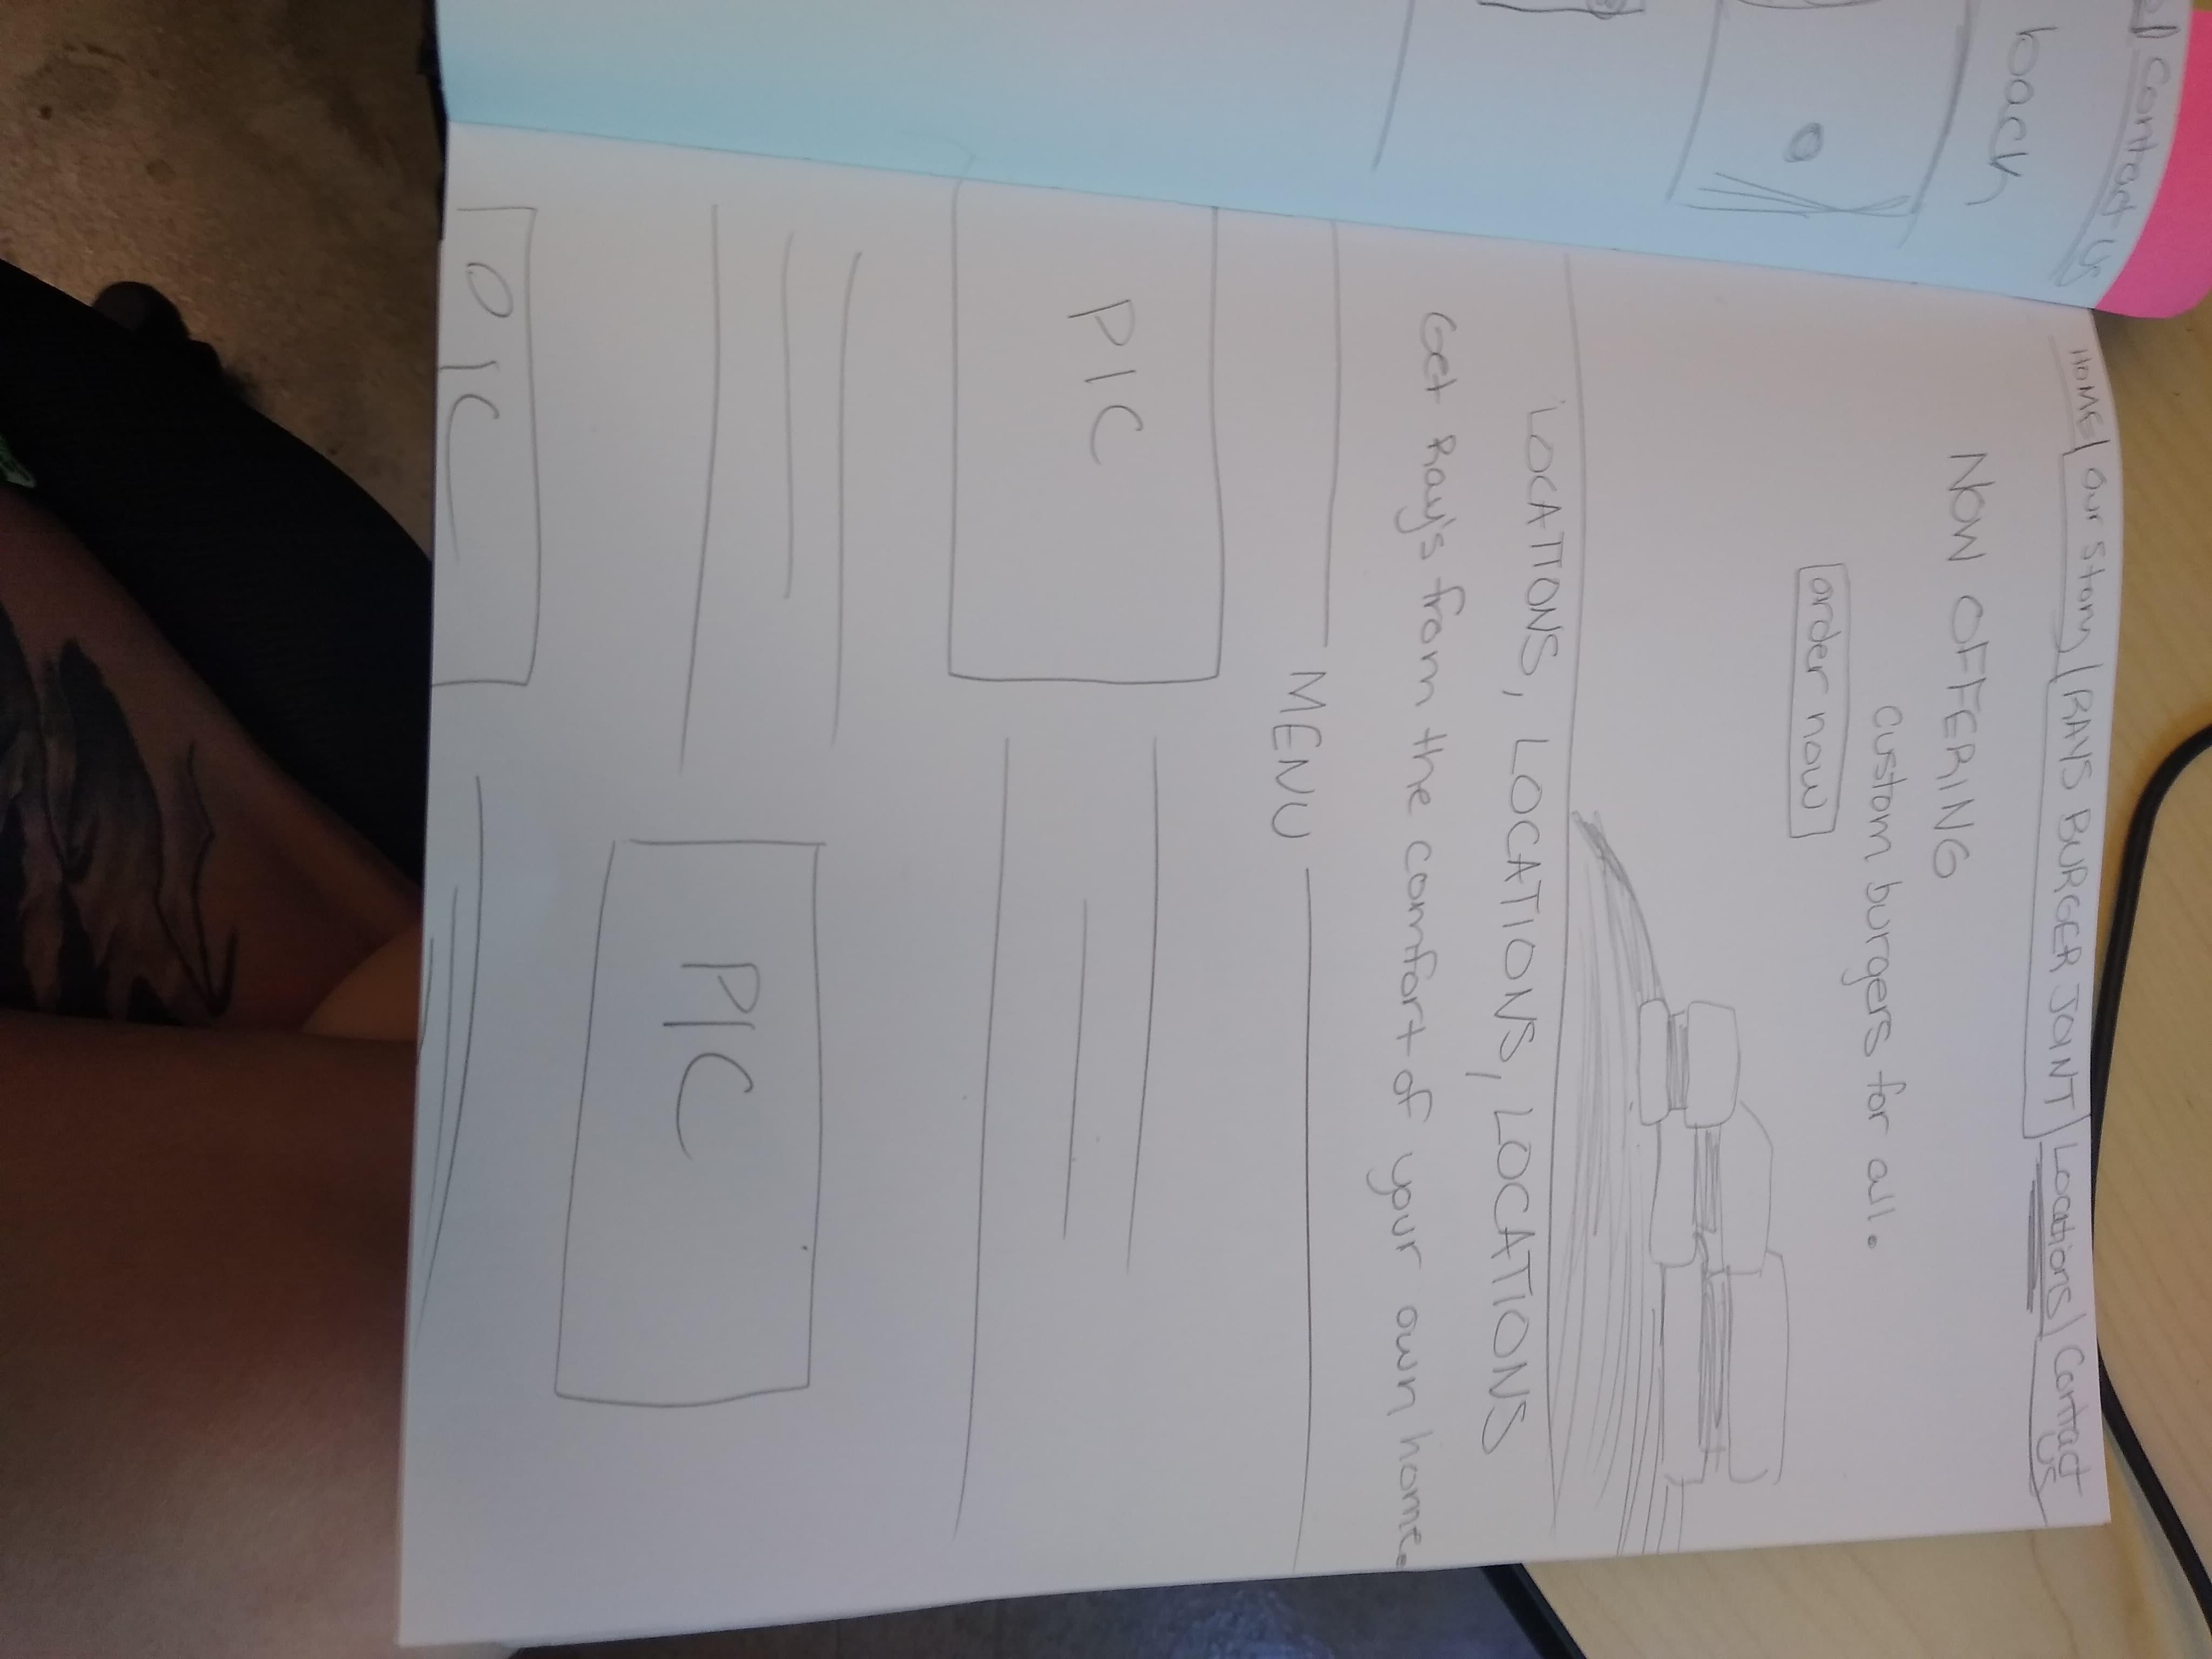 Contact Us
back
HOME | our story | RAYS BURGER JOINT | Locations | Contact US
NOW OFFERING
custom burgers for all.
order now
LOCATIONS, LOCATIONS, LOCATIONS
Get Ray's from the comfort of your own home.
MENU
PIC
PIC
PIC